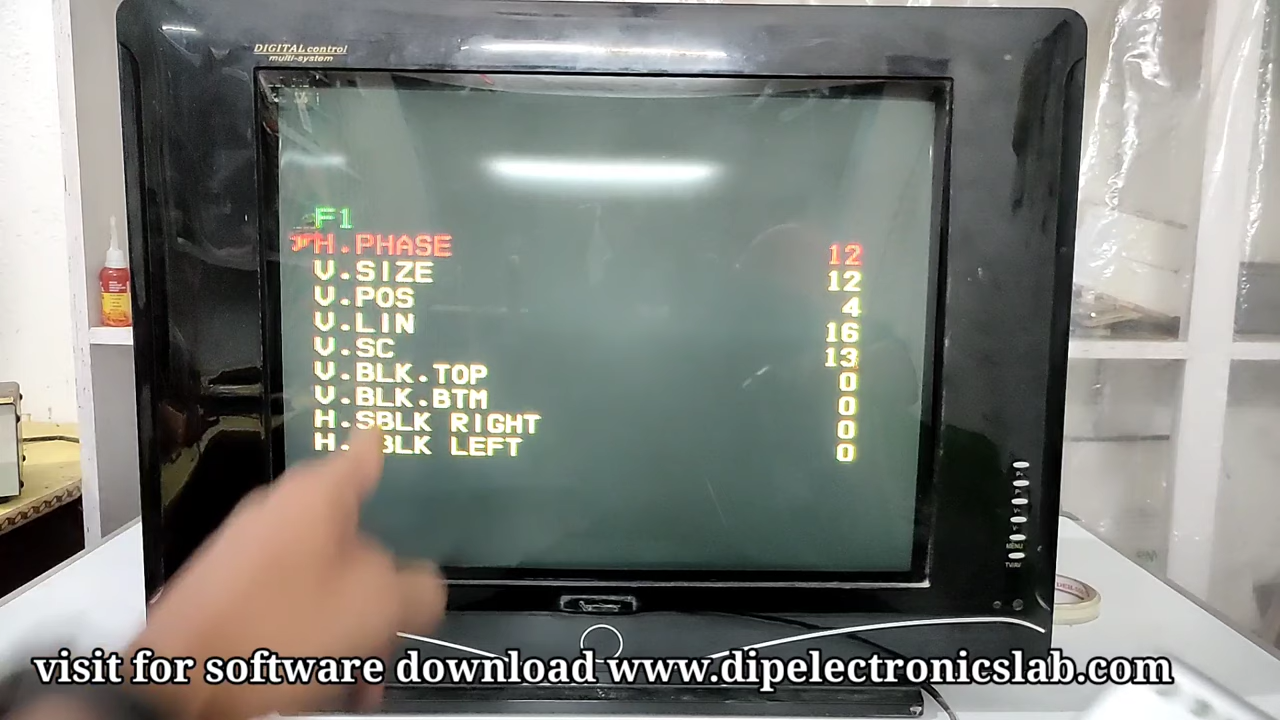 DIGITAL control
multi-system
F1
H.PHASE 12
V.SIZE 12
V.POS 4
V.LIN 16
V.SC 13
V.BLK.TOP 0
V.BLK.BTM 0
H.SBLK RIGHT 0
H. BLK LEFT 0
P+
P-
V+
V-
MENU
TV/AV
visit for software download www.dipelectronicslab.com